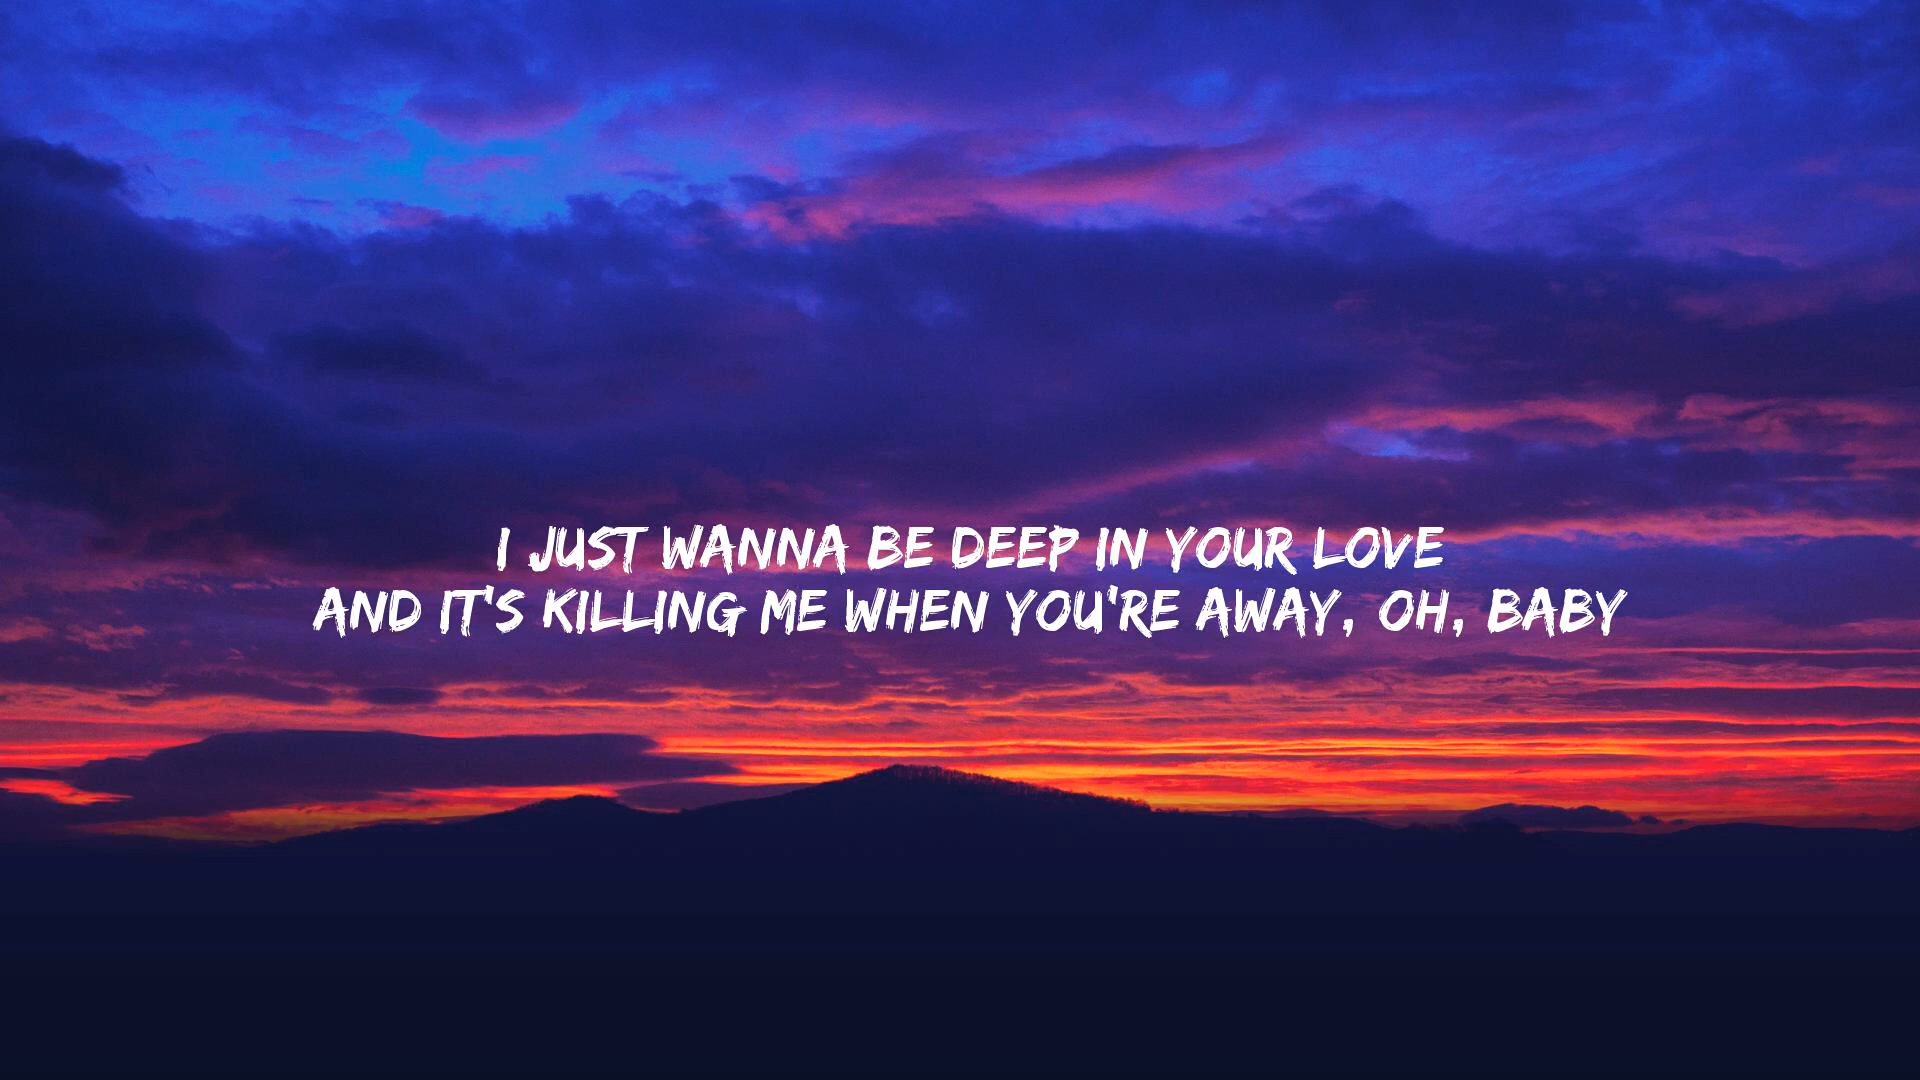 I JUST WANNA BE DEEP IN YOUR LOVE
AND IT'S KILLING ME WHEN YOU'RE AWAY, OH, BABY